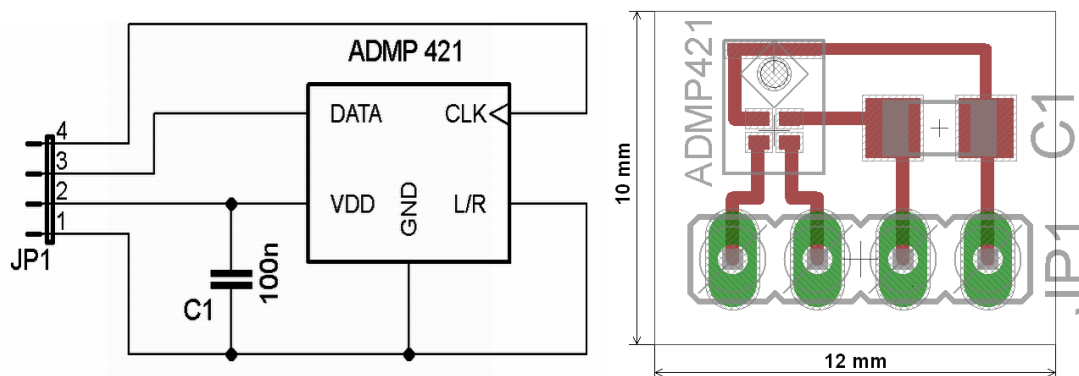 ADMP 421
DATA
CLK
VDD
GND
L/R
4
3
2
1
JP1
C1
100n
ADMP421
C1
JP1
10 mm
12 mm